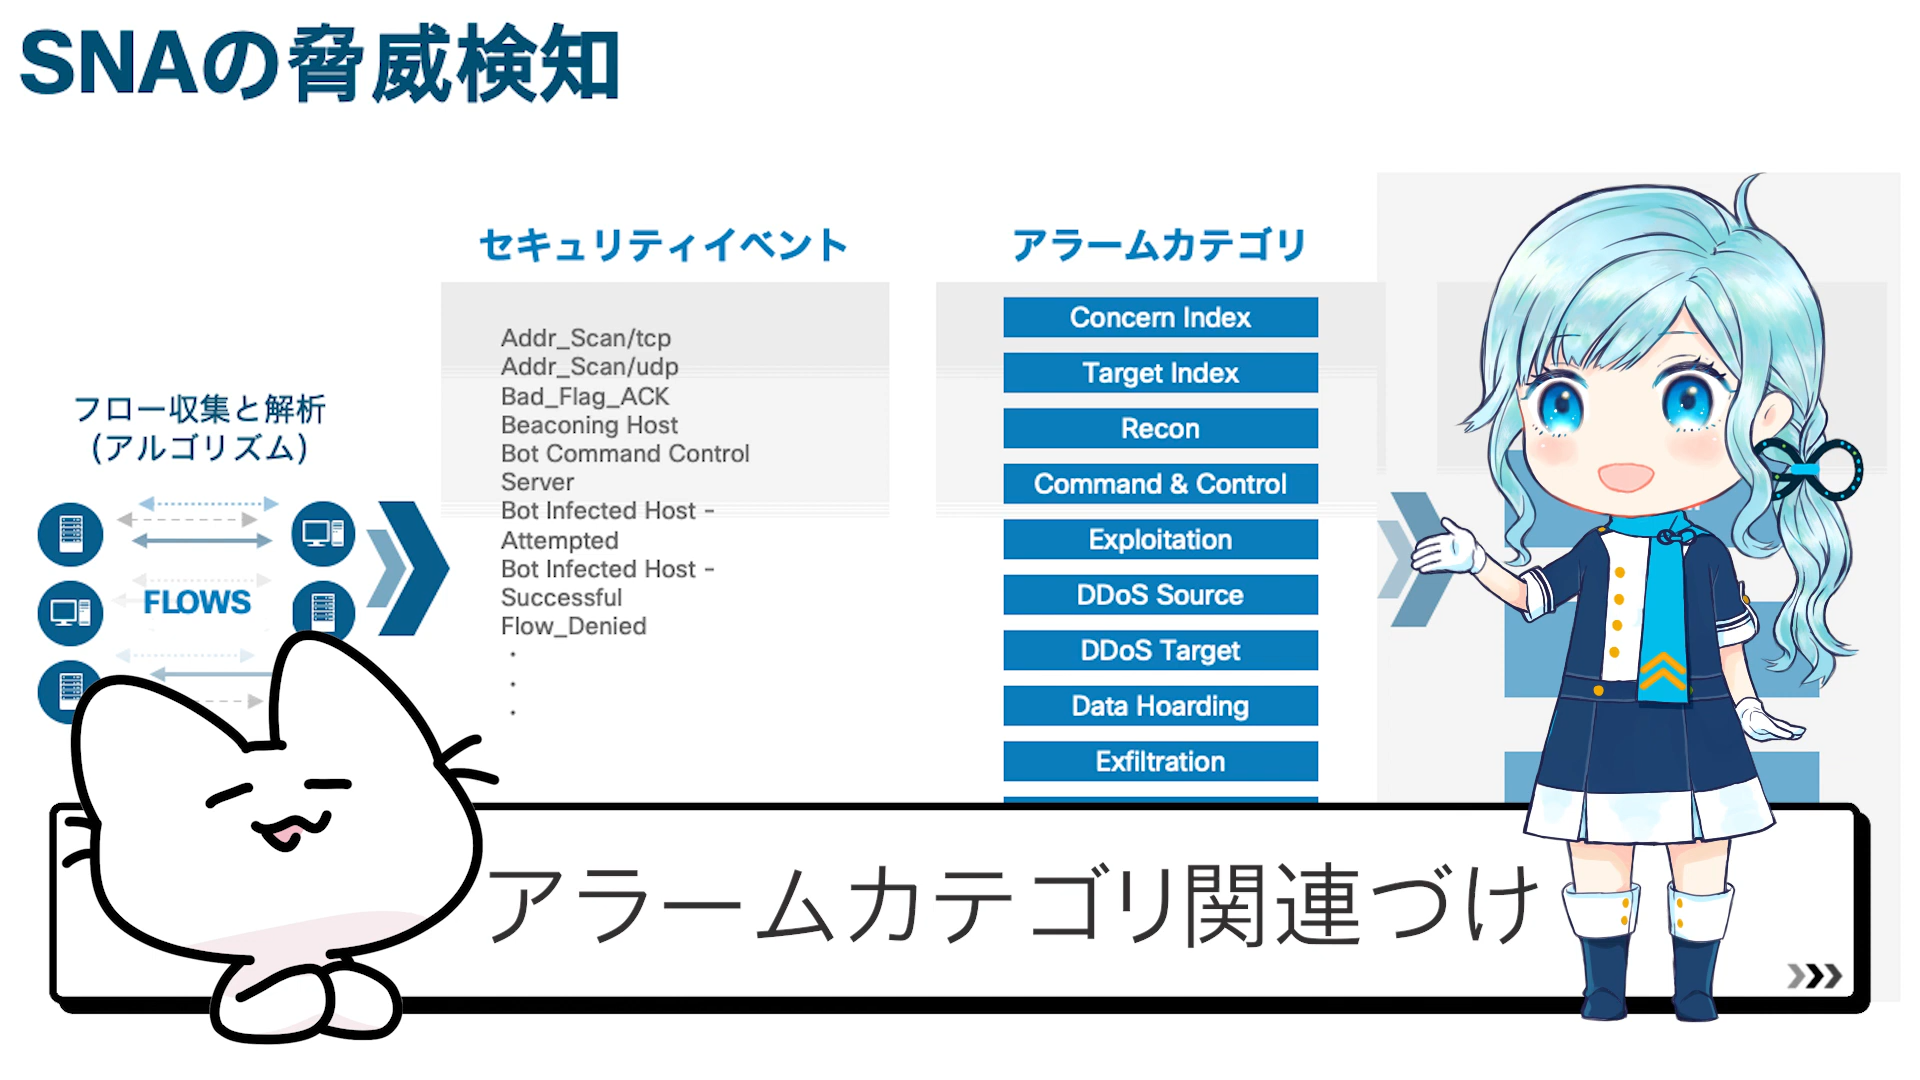 SNAの脅威検知
セキュリティイベント
アラームカテゴリ
フロー収集と解析
(アルゴリズム)
FLOWS
Addr_Scan/tcp
Addr_Scan/udp
Bad_Flag_ACK
Beaconing Host
Bot Command Control
Server
Bot Infected Host -
Attempted
Bot Infected Host -
Successful
Flow_Denied
.
.
.
Concern Index
Target Index
Recon
Command & Control
Exploitation
DDoS Source
DDoS Target
Data Hoarding
Exfiltration
アラームカテゴリ関連づけ